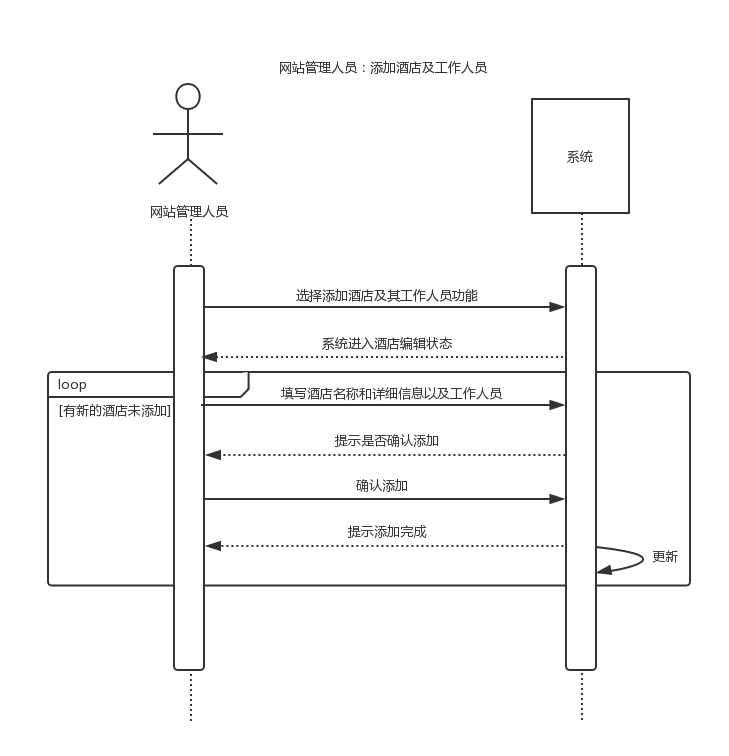 网站管理人员：添加酒店及工作人员
系统
网站管理人员
选择添加酒店及其工作人员功能
系统进入酒店编辑状态
loop
填写酒店名称和详细信息以及工作人员
[有新的酒店未添加]
提示是否确认添加
确认添加
提示添加完成
更新